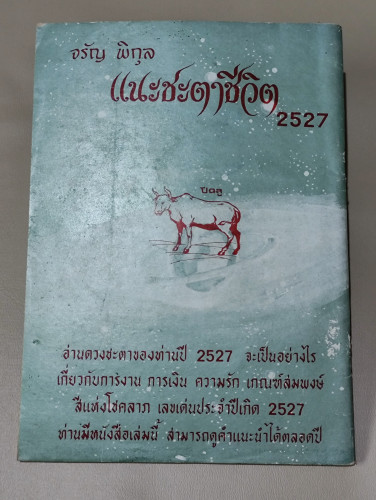 จรัญ พิกุล
แนะชะตาชีวิต
2527
ปีฉลู
อ่านดวงชะตาของท่านปี 2527 จะเป็นอย่างไร
เกี่ยวกับการงาน การเงิน ความรัก เกณฑ์สมพงษ์
สีแห่งโชคลาภ เลขเด่นประจำปีเกิด 2527
ท่านมีหนังสือเล่มนี้ สามารถดูคำแนะนำได้ตลอดปี